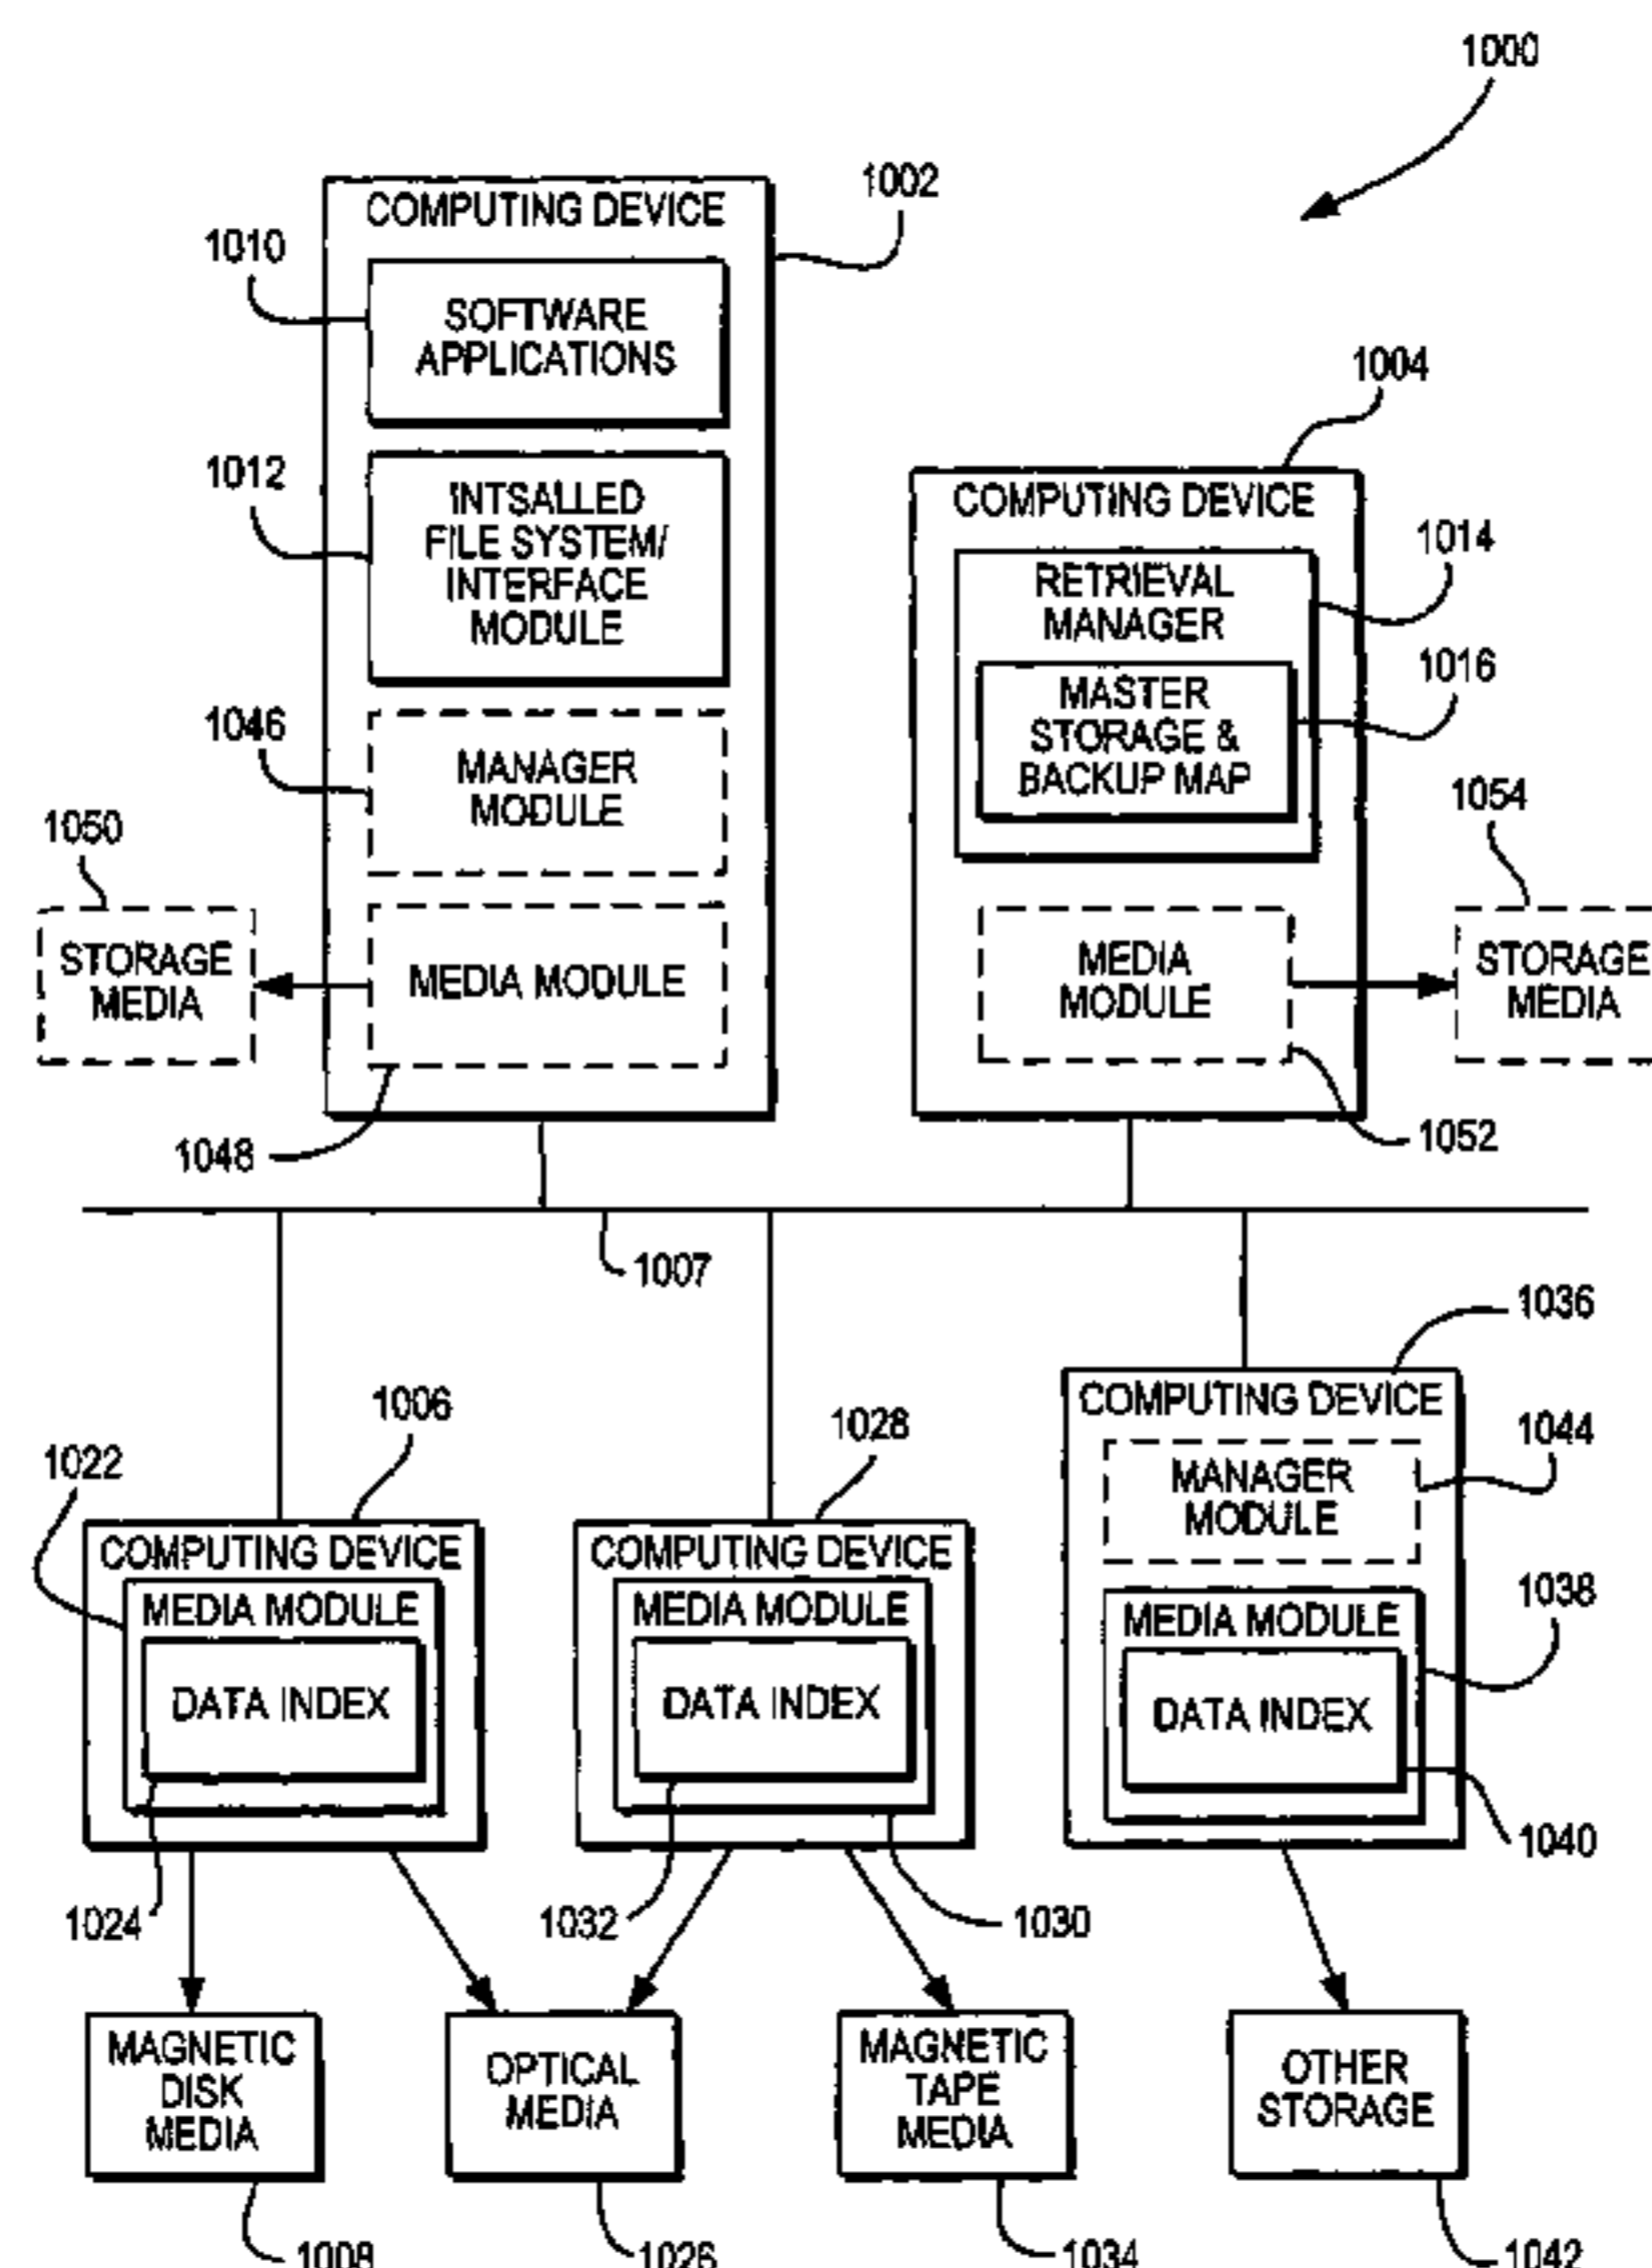 1000
1002
COMPUTING DEVICE
1010
SOFTWARE
APPLICATIONS
1004
1012
INTSALLED
FILE SYSTEM/
INTERFACE
MODULE
COMPUTING DEVICE
1014
RETRIEVAL
MANAGER
1016
MASTER
STORAGE &
BACKUP MAP
1046
MANAGER
MODULE
1050
1054
STORAGE
MEDIA
MEDIA MODULE
MEDIA
MODULE
STORAGE
MEDIA
1048
1052
1007
1036
COMPUTING DEVICE
1006
1028
1044
1022
MANAGER
MODULE
COMPUTING DEVICE
COMPUTING DEVICE
1038
MEDIA MODULE
MEDIA MODULE
MEDIA MODULE
DATA INDEX
DATA INDEX
DATA INDEX
1040
1024
1032
1030
MAGNETIC
DISK
MEDIA
OPTICAL
MEDIA
MAGNETIC
TAPE
MEDIA
OTHER
STORAGE
1008
1026
1034
1042